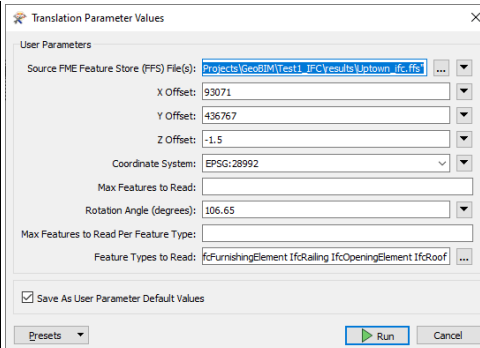 Translation Parameter Values
User Parameters
Source FME Feature Store (FFS) File(s): Projects\GeoBIM\Test1_IFC\results\Uptown_ifc.ffs" ...
X Offset: 93071
Y Offset: 436767
Z Offset: -1.5
Coordinate System: EPSG:28992
Max Features to Read:
Rotation Angle (degrees): 106.65
Max Features to Read Per Feature Type:
Feature Types to Read: fcFurnishingElement IfcRailing IfcOpeningElement IfcRoof ...
Save As User Parameter Default Values
Presets Run Cancel